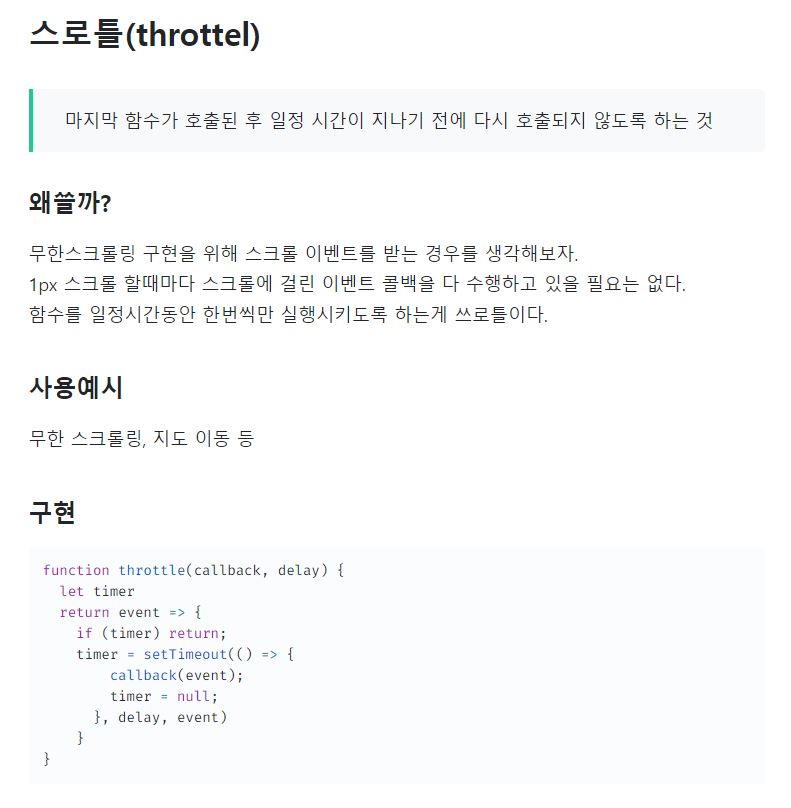 스로틀(throttel)
마지막 함수가 호출된 후 일정 시간이 지나기 전에 다시 호출되지 않도록 하는 것
왜쓸까?
무한스크롤링 구현을 위해 스크롤 이벤트를 받는 경우를 생각해보자.
1px 스크롤 할때마다 스크롤에 걸린 이벤트 콜백을 다 수행하고 있을 필요는 없다.
함수를 일정시간동안 한번씩만 실행시키도록 하는게 쓰로틀이다.
사용예시
무한 스크롤링, 지도 이동 등
구현
function throttle(callback, delay) {
  let timer
  return event => {
    if (timer) return;
    timer = setTimeout(() => {
        callback(event);
        timer = null;
      }, delay, event)
    }
}